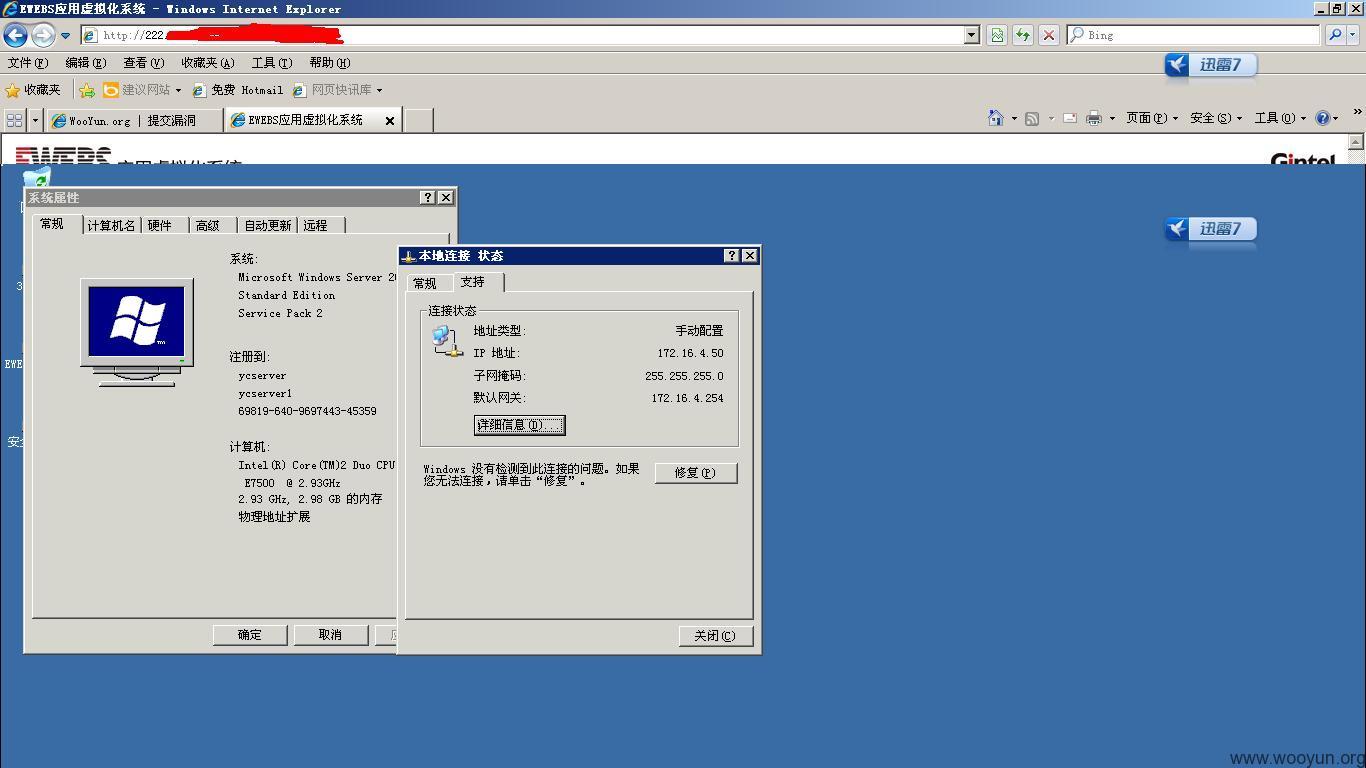 EWEBS应用虚拟化系统 - Windows Internet Explorer
http://222.
Bing
文件(F) 编辑(E) 查看(V) 收藏夹(A) 工具(T) 帮助(H)
迅雷7
收藏夹 建议网站 免费 Hotmail 网页快讯库
WooYun.org | 提交漏洞
EWEBS应用虚拟化系统
页面(P) 安全(S) 工具(O)
EWEBS 应用虚拟化系统
Gintel
系统属性
迅雷7
常规 计算机名 硬件 高级 自动更新 远程
系统:
Microsoft Windows Server
Standard Edition
Service Pack 2
注册到:
ycserver
ycserver1
69819-640-9697443-45359
计算机:
Intel(R) Core(TM)2 Duo CPU
E7500 @ 2.93GHz
2.93 GHz, 2.98 GB 的内存
物理地址扩展
确定 取消
本地连接 状态
常规 支持
连接状态
地址类型: 手动配置
IP 地址: 172.16.4.50
子网掩码: 255.255.255.0
默认网关: 172.16.4.254
详细信息(D)...
Windows 没有检测到此连接的问题。如果
您无法连接，请单击“修复”。
修复(P)
关闭(C)
www.wooyun.org